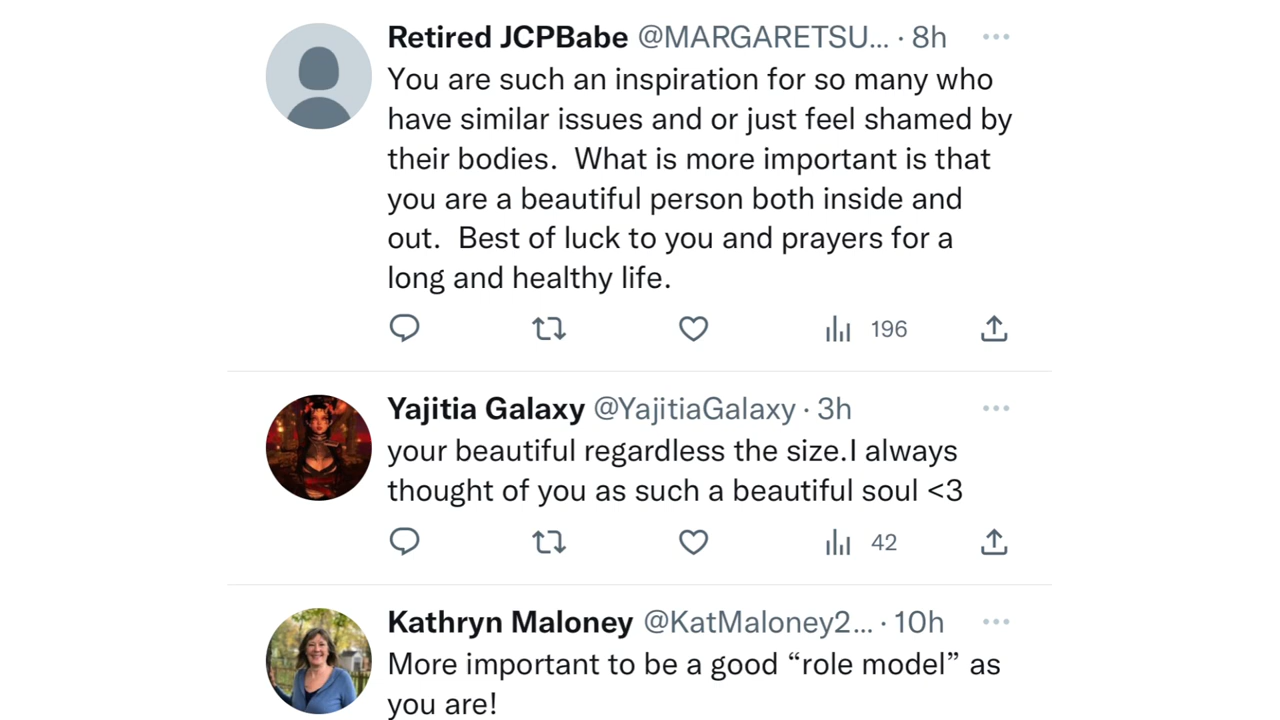 Retired JCPBabe @MARGARETSU... · 8h
You are such an inspiration for so many who
have similar issues and or just feel shamed by
their bodies.  What is more important is that
you are a beautiful person both inside and
out.  Best of luck to you and prayers for a
long and healthy life.
196
Yajitia Galaxy @YajitiaGalaxy · 3h
your beautiful regardless the size.I always
thought of you as such a beautiful soul <3
42
Kathryn Maloney @KatMaloney2... · 10h
More important to be a good “role model” as
you are!